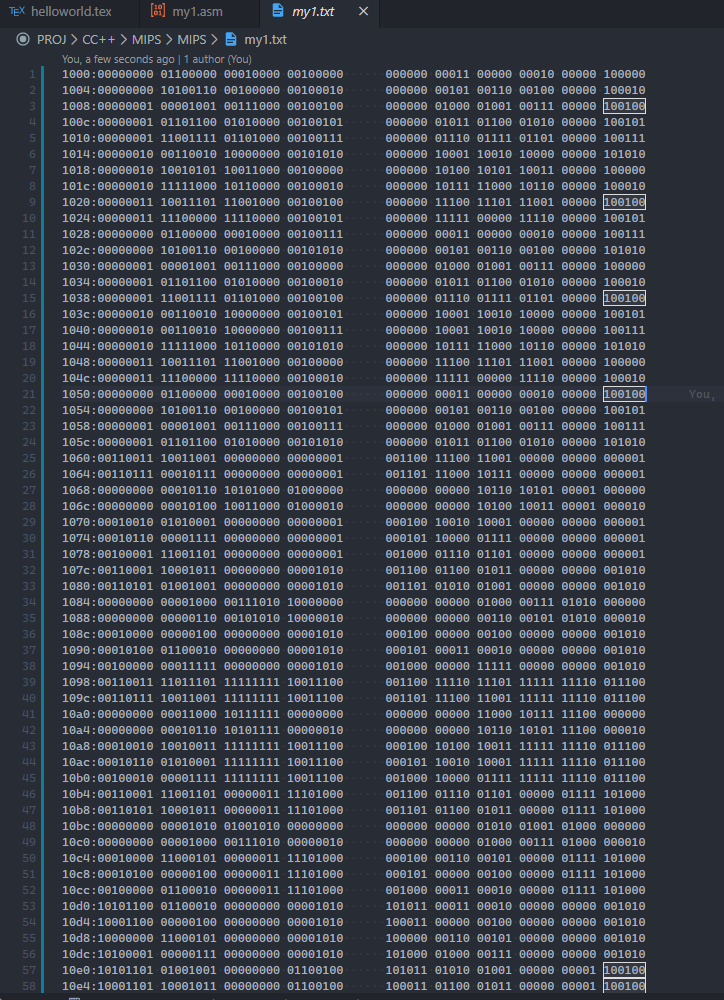 TEX helloworld.tex my1.asm my1.txt ×
PROJ > CC++ > MIPS > MIPS > my1.txt
You, a few seconds ago | 1 author (You)
1 1000:00000000 01100000 00010000 00100000 000000 00011 00000 00010 00000 100000
2 1004:00000000 10100110 00100000 00100010 000000 00101 00110 00100 00000 100010
3 1008:00000001 00001001 00111000 00100100 000000 01000 01001 00111 00000 100100
4 100c:00000001 01101100 01010000 00100101 000000 01011 01100 01010 00000 100101
5 1010:00000001 11001111 01101000 00100111 000000 01110 01111 01101 00000 100111
6 1014:00000010 00110010 10000000 00101010 000000 10001 10010 10000 00000 101010
7 1018:00000010 10010101 10011000 00100000 000000 10100 10101 10011 00000 100000
8 101c:00000010 11111000 10110000 00100010 000000 10111 11000 10110 00000 100010
9 1020:00000011 10011101 11001000 00100100 000000 11100 11101 11001 00000 100100
10 1024:00000011 11100000 11110000 00100101 000000 11111 00000 11110 00000 100101
11 1028:00000000 01100000 00010000 00100111 000000 00011 00000 00010 00000 100111
12 102c:00000000 10100110 00100000 00101010 000000 00101 00110 00100 00000 101010
13 1030:00000001 00001001 00111000 00100000 000000 01000 01001 00111 00000 100000
14 1034:00000001 01101100 01010000 00100010 000000 01011 01100 01010 00000 100010
15 1038:00000001 11001111 01101000 00100100 000000 01110 01111 01101 00000 100100
16 103c:00000010 00110010 10000000 00100101 000000 10001 10010 10000 00000 100101
17 1040:00000010 00110010 10000000 00100111 000000 10001 10010 10000 00000 100111
18 1044:00000010 11111000 10110000 00101010 000000 10111 11000 10110 00000 101010
19 1048:00000011 10011101 11001000 00100000 000000 11100 11101 11001 00000 100000
20 104c:00000011 11100000 11110000 00100010 000000 11111 00000 11110 00000 100010
21 1050:00000000 01100000 00010000 00100100 000000 00011 00000 00010 00000 100100 You,
22 1054:00000000 10100110 00100000 00100101 000000 00101 00110 00100 00000 100101
23 1058:00000001 00001001 00111000 00100111 000000 01000 01001 00111 00000 100111
24 105c:00000001 01101100 01010000 00101010 000000 01011 01100 01010 00000 101010
25 1060:00110011 10011001 00000000 00000001 001100 11100 11001 00000 00000 000001
26 1064:00110111 00010111 00000000 00000001 001101 11000 10111 00000 00000 000001
27 1068:00000000 00010110 10101000 01000000 000000 00000 10110 10101 00001 000000
28 106c:00000000 00010100 10011000 01000010 000000 00000 10100 10011 00001 000010
29 1070:00010010 01010001 00000000 00000001 000100 10010 10001 00000 00000 000001
30 1074:00010110 00001111 00000000 00000001 000101 10000 01111 00000 00000 000001
31 1078:00100001 11001101 00000000 00000001 001000 01110 01101 00000 00000 000001
32 107c:00110001 10001011 00000000 00001010 001100 01100 01011 00000 00000 001010
33 1080:00110101 01001001 00000000 00001010 001101 01010 01001 00000 00000 001010
34 1084:00000000 00001000 00111010 10000000 000000 00000 01000 00111 01010 000000
35 1088:00000000 00000110 00101010 10000010 000000 00000 00110 00101 01010 000010
36 108c:00010000 00000100 00000000 00001010 000100 00000 00100 00000 00000 001010
37 1090:00010100 01100010 00000000 00001010 000101 00011 00010 00000 00000 001010
38 1094:00100000 00011111 00000000 00001010 001000 00000 11111 00000 00000 001010
39 1098:00110011 11011101 11111111 10011100 001100 11110 11101 11111 11110 011100
40 109c:00110111 10011001 11111111 10011100 001101 11100 11001 11111 11110 011100
41 10a0:00000000 00011000 10111111 00000000 000000 00000 11000 10111 11100 000000
42 10a4:00000000 00010110 10101111 00000010 000000 00000 10110 10101 11100 000010
43 10a8:00010010 10010011 11111111 10011100 000100 10100 10011 11111 11110 011100
44 10ac:00010110 01010001 11111111 10011100 000101 10010 10001 11111 11110 011100
45 10b0:00100010 00001111 11111111 10011100 001000 10000 01111 11111 11110 011100
46 10b4:00110001 11001101 00000011 11101000 001100 01110 01101 00000 01111 101000
47 10b8:00110101 10001011 00000011 11101000 001101 01100 01011 00000 01111 101000
48 10bc:00000000 00001010 01001010 00000000 000000 00000 01010 01001 01000 000000
49 10c0:00000000 00001000 00111010 00000010 000000 00000 01000 00111 01000 000010
50 10c4:00010000 11000101 00000011 11101000 000100 00110 00101 00000 01111 101000
51 10c8:00010100 00000100 00000011 11101000 000101 00000 00100 00000 01111 101000
52 10cc:00100000 01100010 00000011 11101000 001000 00011 00010 00000 01111 101000
53 10d0:10101100 01100010 00000000 00001010 101011 00011 00010 00000 00000 001010
54 10d4:10001100 00000100 00000000 00001010 100011 00000 00100 00000 00000 001010
55 10d8:10000000 11000101 00000000 00001010 100000 00110 00101 00000 00000 001010
56 10dc:10100001 00000111 00000000 00001010 101000 01000 00111 00000 00000 001010
57 10e0:10101101 01001001 00000000 01100100 101011 01010 01001 00000 00001 100100
58 10e4:10001101 10001011 00000000 01100100 100011 01100 01011 00000 00001 100100